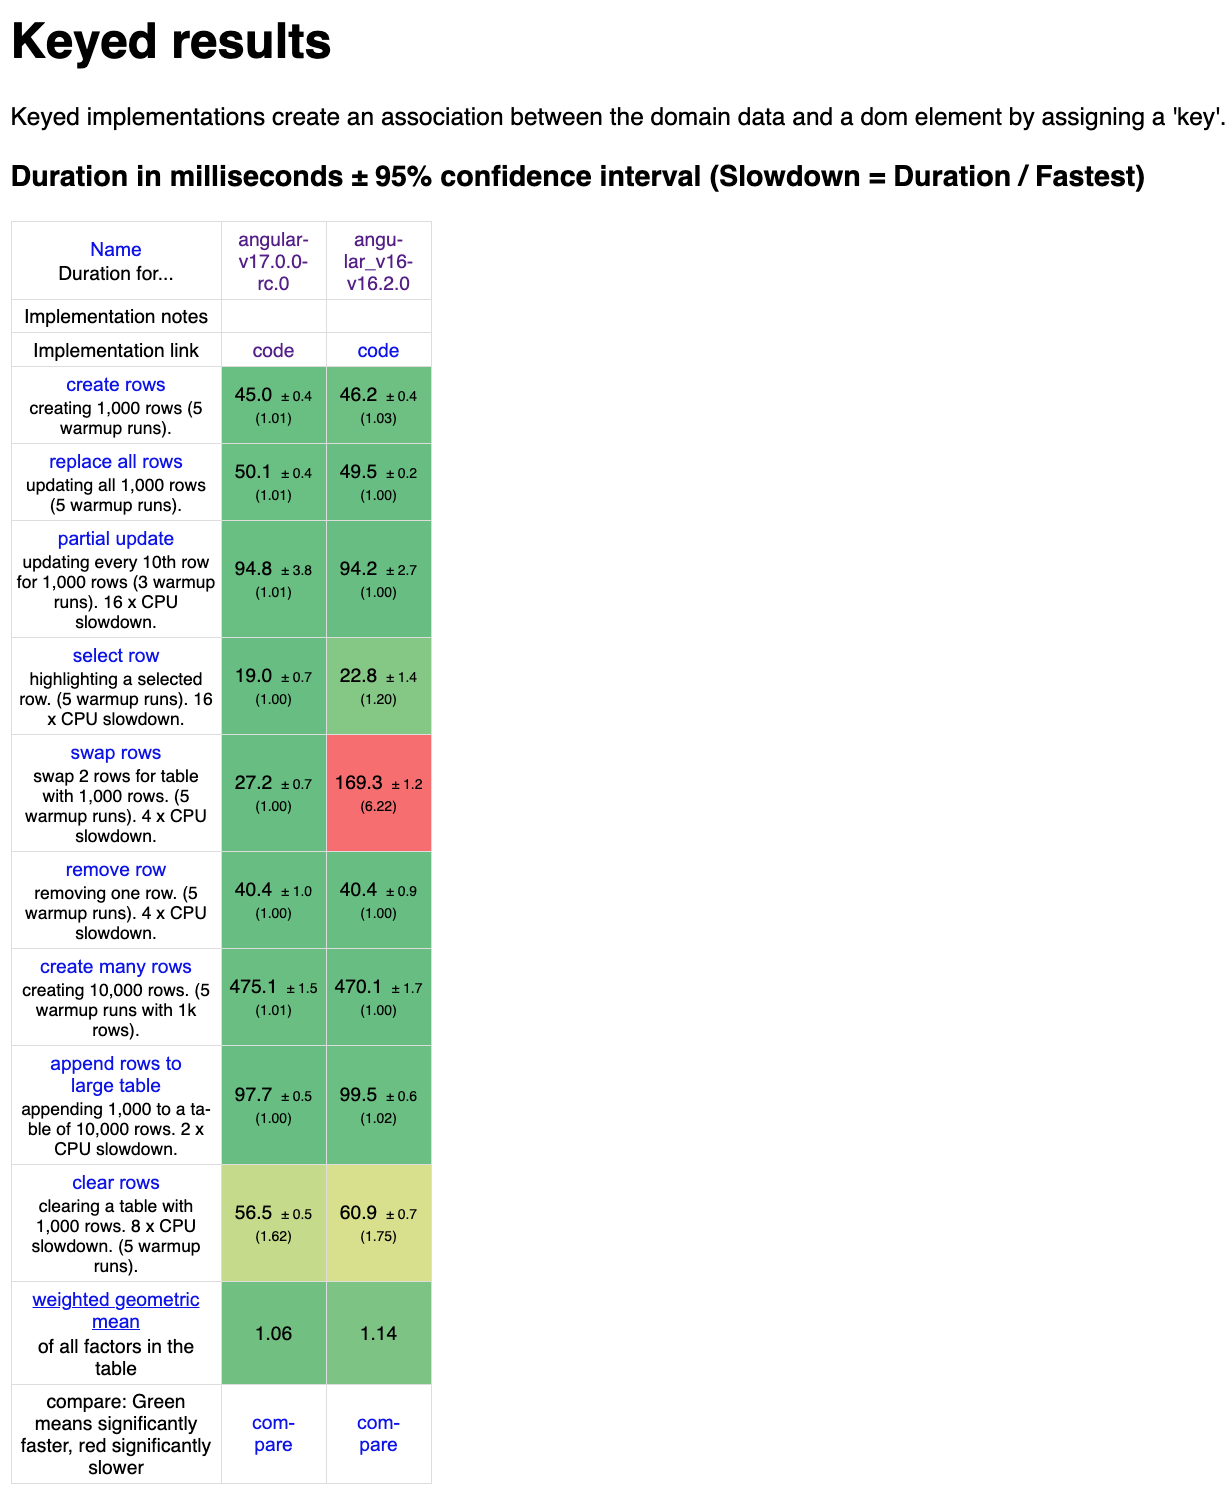 Keyed results
Keyed implementations create an association between the domain data and a dom element by assigning a 'key'.
Duration in milliseconds ± 95% confidence interval (Slowdown = Duration / Fastest)
Name
Duration for...
angular-
v17.0.0-
rc.0
angu-
lar_v16-
v16.2.0
Implementation notes
Implementation link
code
code
create rows
creating 1,000 rows (5
warmup runs).
45.0 ± 0.4
(1.01)
46.2 ± 0.4
(1.03)
replace all rows
updating all 1,000 rows
(5 warmup runs).
50.1 ± 0.4
(1.01)
49.5 ± 0.2
(1.00)
partial update
updating every 10th row
for 1,000 rows (3 warmup
runs). 16 x CPU
slowdown.
94.8 ± 3.8
(1.01)
94.2 ± 2.7
(1.00)
select row
highlighting a selected
row. (5 warmup runs). 16
x CPU slowdown.
19.0 ± 0.7
(1.00)
22.8 ± 1.4
(1.20)
swap rows
swap 2 rows for table
with 1,000 rows. (5
warmup runs). 4 x CPU
slowdown.
27.2 ± 0.7
(1.00)
169.3 ± 1.2
(6.22)
remove row
removing one row. (5
warmup runs). 4 x CPU
slowdown.
40.4 ± 1.0
(1.00)
40.4 ± 0.9
(1.00)
create many rows
creating 10,000 rows. (5
warmup runs with 1k
rows).
475.1 ± 1.5
(1.01)
470.1 ± 1.7
(1.00)
append rows to
large table
appending 1,000 to a ta-
ble of 10,000 rows. 2 x
CPU slowdown.
97.7 ± 0.5
(1.00)
99.5 ± 0.6
(1.02)
clear rows
clearing a table with
1,000 rows. 8 x CPU
slowdown. (5 warmup
runs).
56.5 ± 0.5
(1.62)
60.9 ± 0.7
(1.75)
weighted geometric
mean
of all factors in the
table
1.06
1.14
compare: Green
means significantly
faster, red significantly
slower
com-
pare
com-
pare